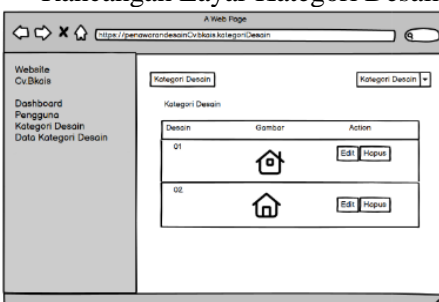 Rancangan Layar Kategori Desain
A Web Page
https://penawarandesainCv.bkais.kategoriDesain
Website
Cv.Bkais
Dashboard
Pengguna
Kategori Desain
Data Kategori Desain
Kategori Desain
Kategori Desain
Kategori Desain
Desain Gambar Action
01
Edit Hapus
02
Edit Hapus